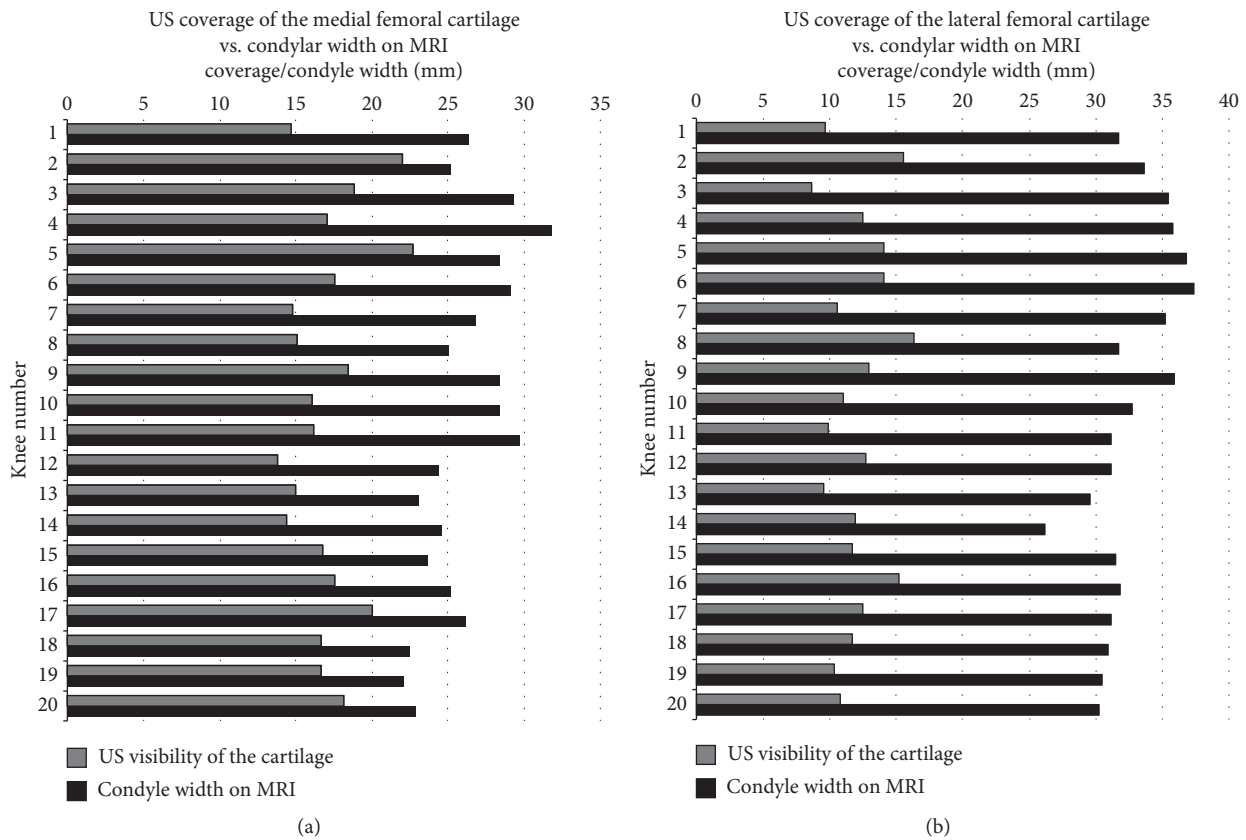 US coverage of the medial femoral cartilage
vs. condylar width on MRI
coverage/condyle width (mm)
0 5 10 15 20 25 30 35
1
2
3
4
5
6
7
8
9
10
11
12
13
14
15
16
17
18
19
20
Knee number
US visibility of the cartilage
Condyle width on MRI
(a)
US coverage of the lateral femoral cartilage
vs. condylar width on MRI
coverage/condyle width (mm)
0 5 10 15 20 25 30 35 40
1
2
3
4
5
6
7
8
9
10
11
12
13
14
15
16
17
18
19
20
Knee number
US visibility of the cartilage
Condyle width on MRI
(b)